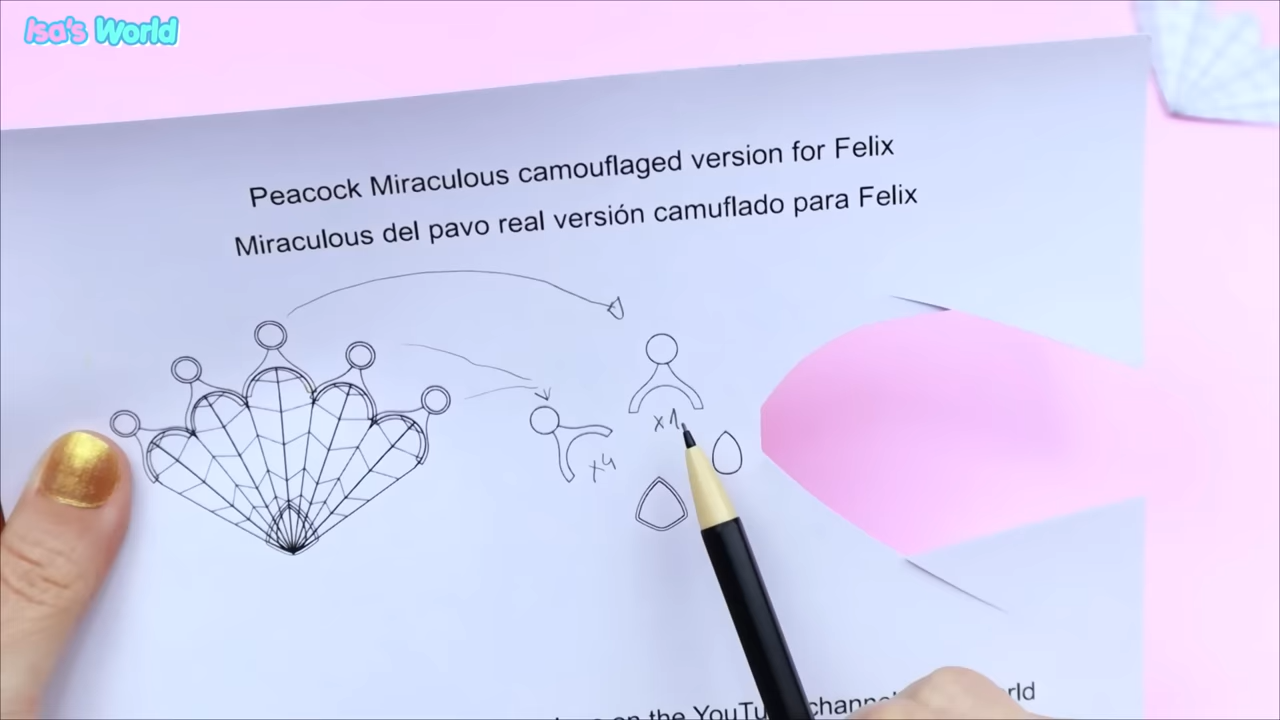 Isa's World
Peacock Miraculous camouflaged version for Felix
Miraculous del pavo real versión camuflado para Felix
x1
x4
on the YouTu channel